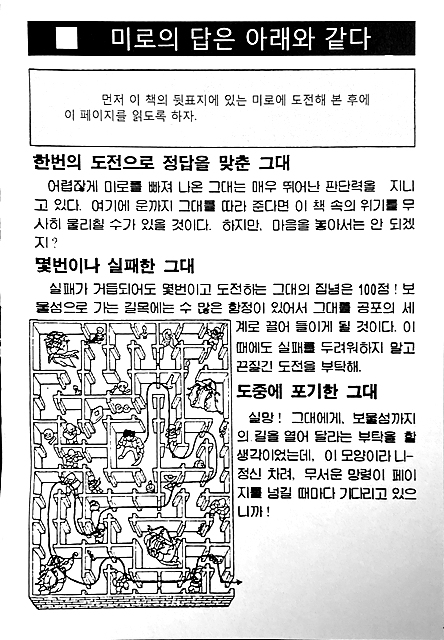 미로의 답은 아래와 같다
먼저 이 책의 뒷표지에 있는 미로에 도전해 본 후에
이 페이지를 읽도록 하자.
한번의 도전으로 정답을 맞춘 그대
어렵잖게 미로를 빠져 나온 그대는 매우 뛰어난 판단력을 지니
고 있다. 여기에 운까지 그대를 따라 준다면 이 책 속의 위기를 무
사히 물리칠 수가 있을 것이다. 하지만, 마음을 놓아서는 안 되겠
지?
몇번이나 실패한 그대
실패가 거듭되어도 몇번이고 도전하는 그대의 집념은 100점! 보
물섬으로 가는 길목에는 수 많은 함정이 있어서 그대를 공포의 세
계로 끌어 들이게 될 것이다. 이
때에도 실패를 두려워하지 말고
끈질긴 도전을 부탁해.
도중에 포기한 그대
실망! 그대에게, 보물섬까지
의 길을 열어 달라는 부탁을 할
생각이었는데, 이 모양이라니-
정신 차려, 무서운 망령이 페이
지를 넘길 때마다 기다리고 있으
니까!